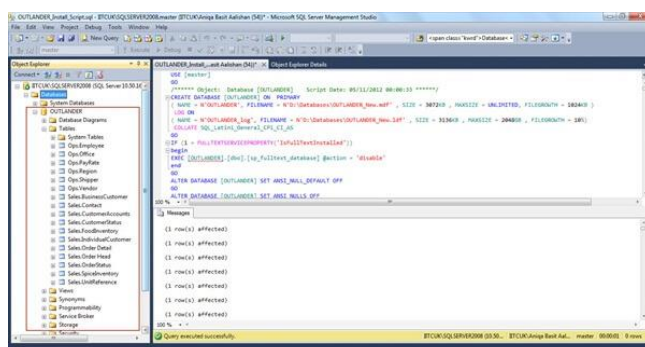 OUTLANDER_Install_Script.sql - BTCUK\SQLSERVER2008.master (BTCUK\Aniqa Basit Aalishan (54))* - Microsoft SQL Server Management Studio
File Edit View Project Debug Tools Window Help
New Query
master Execute Debug
<span class="kwrd">Database<
Object Explorer
Connect
BTCUK\SQLSERVER2008 (SQL Server 10.50.16
Databases
System Databases
OUTLANDER
Database Diagrams
Tables
System Tables
Ops.Employee
Ops.Office
Ops.PayRate
Ops.Region
Ops.Shipper
Ops.Vendor
Sales.BusinessCustomer
Sales.Contact
Sales.CustomerAccounts
Sales.CustomerStatus
Sales.FoodInventory
Sales.IndividualCustomer
Sales.Order Detail
Sales.Order Head
Sales.OrderStatus
Sales.SpiceInventory
Sales.UnitReference
Views
Synonyms
Programmability
Service Broker
Storage
Security
OUTLANDER_Install_...asit Aalishan (54))* Object Explorer Details
USE [master]
GO
/****** Object: Database [OUTLANDER] Script Date: 05/11/2012 00:00:33 ******/
CREATE DATABASE [OUTLANDER] ON PRIMARY
( NAME = N'OUTLANDER', FILENAME = N'D:\Databases\OUTLANDER_New.mdf' , SIZE = 3072KB , MAXSIZE = UNLIMITED, FILEGROWTH = 1024KB )
LOG ON
( NAME = N'OUTLANDER_log', FILENAME = N'D:\Databases\OUTLANDER_New.ldf' , SIZE = 3136KB , MAXSIZE = 2048GB , FILEGROWTH = 10%)
COLLATE SQL_Latin1_General_CP1_CI_AS
GO
IF (1 = FULLTEXTSERVICEPROPERTY('IsFullTextInstalled'))
begin
EXEC [OUTLANDER].[dbo].[sp_fulltext_database] @action = 'disable'
end
GO
ALTER DATABASE [OUTLANDER] SET ANSI_NULL_DEFAULT OFF
GO
ALTER DATABASE [OUTLANDER] SET ANSI_NULLS OFF
100 %
Messages
(1 row(s) affected)
(1 row(s) affected)
(1 row(s) affected)
(1 row(s) affected)
(1 row(s) affected)
(1 row(s) affected)
(1 row(s) affected)
100 %
Query executed successfully. BTCUK\SQLSERVER2008 (10.50... BTCUK\Aniqa Basit Aal... master 00:00:01 0 rows